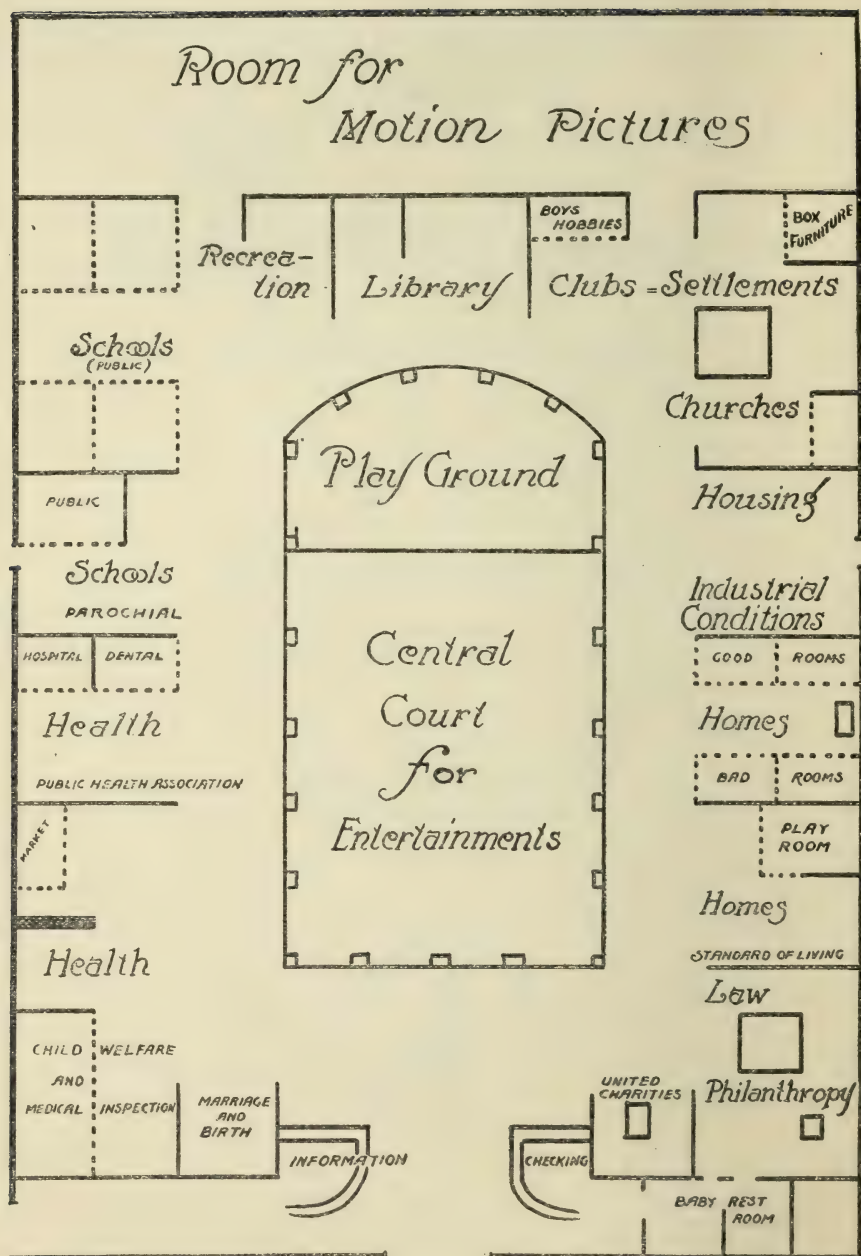 Room for
Motion Pictures
Recrea-
tion
Library
BOYS
HOBBIES
Clubs = Settlements
BOX
FURNITURE
Schools
(PUBLIC)
Churches
Play Ground
PUBLIC
Housing
Schools
PAROCHIAL
Industrial
Conditions
HOSPITAL
DENTAL
GOOD ROOMS
Central
Court
for
Entertainments
Health
Homes
PUBLIC HEALTH ASSOCIATION
BAD ROOMS
MARKET
PLAY
ROOM
Homes
Health
STANDARD OF LIVING
Law
CHILD WELFARE
AND
MEDICAL INSPECTION
MARRIAGE
AND
BIRTH
UNITED
CHARITIES
Philanthropy
INFORMATION
CHECKING
BABY REST
ROOM